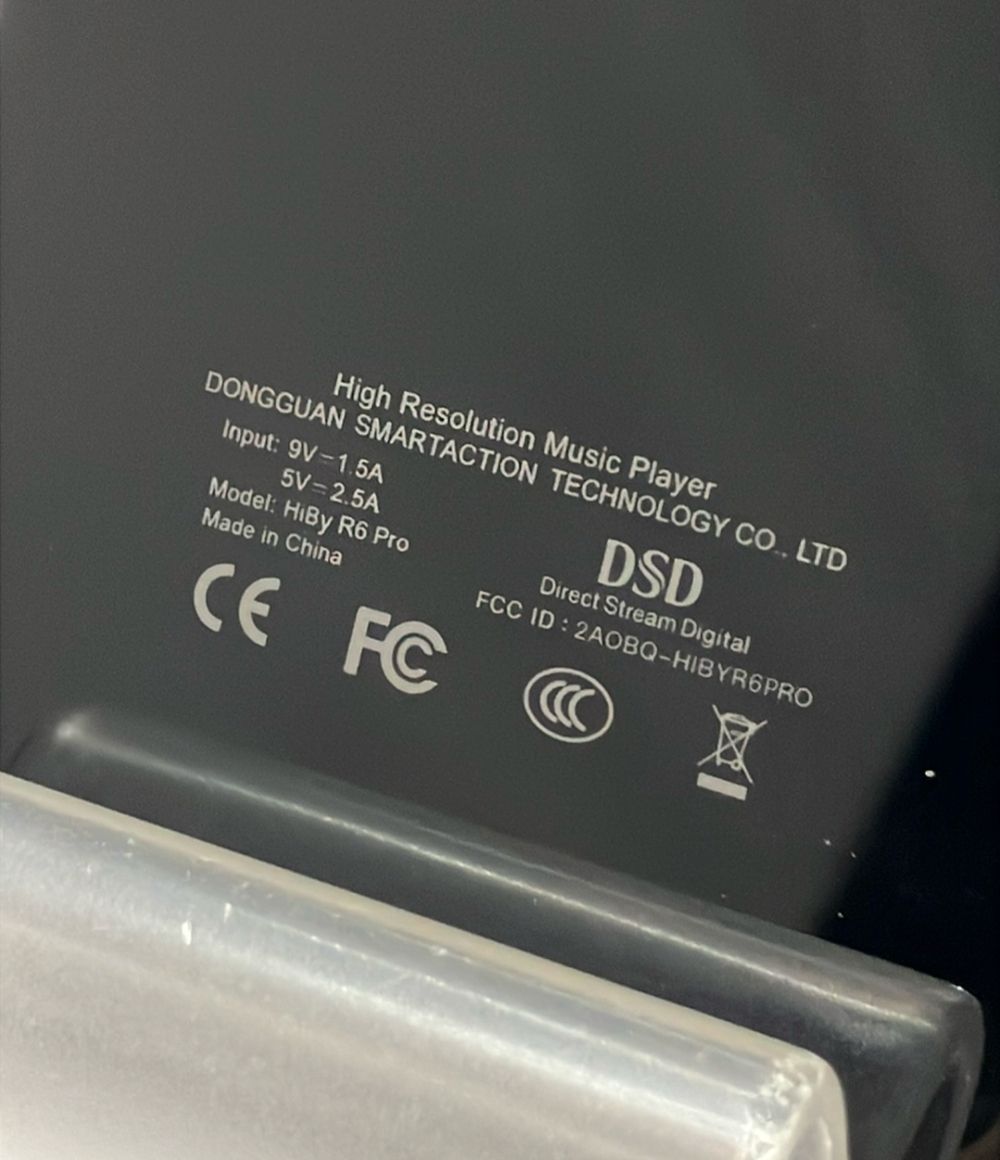 High Resolution Music Player
DONGGUAN SMARTACTION TECHNOLOGY CO., LTD
Input: 9V=1.5A
5V=2.5A
Model: HiBy R6 Pro
Made in China
DSD
Direct Stream Digital
FCC ID : 2AOBQ-HIBYR6PRO
CE
FC
CCC